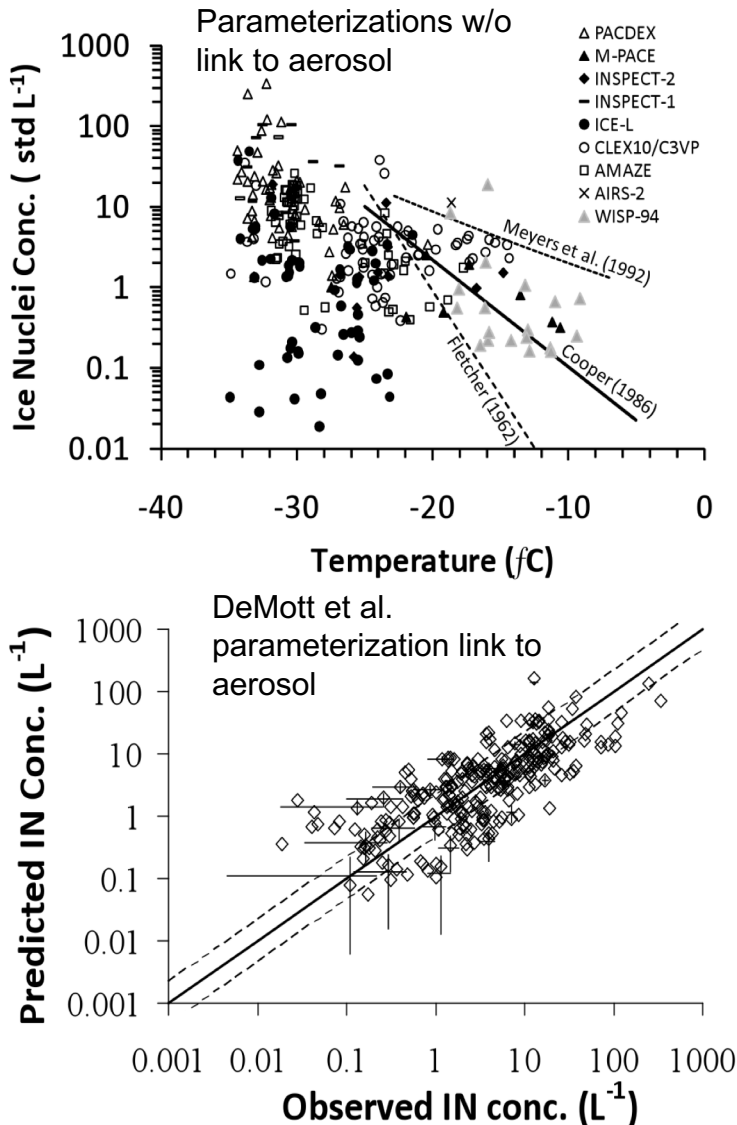 Parameterizations w/o
link to aerosol
Ice Nuclei Conc. ( std L⁻¹)
1000
100
10
1
0.1
0.01
PACDEX
M-PACE
INSPECT-2
INSPECT-1
ICE-L
CLEX10/C3VP
AMAZE
AIRS-2
WISP-94
Meyers et al. (1992)
Cooper (1986)
Fletcher (1962)
-40 -30 -20 -10 0
Temperature (ƒC)
DeMott et al.
parameterization link to
aerosol
Predicted IN Conc. (L⁻¹)
1000
100
10
1
0.1
0.01
0.001
0.001 0.01 0.1 1 10 100 1000
Observed IN conc. (L⁻¹)